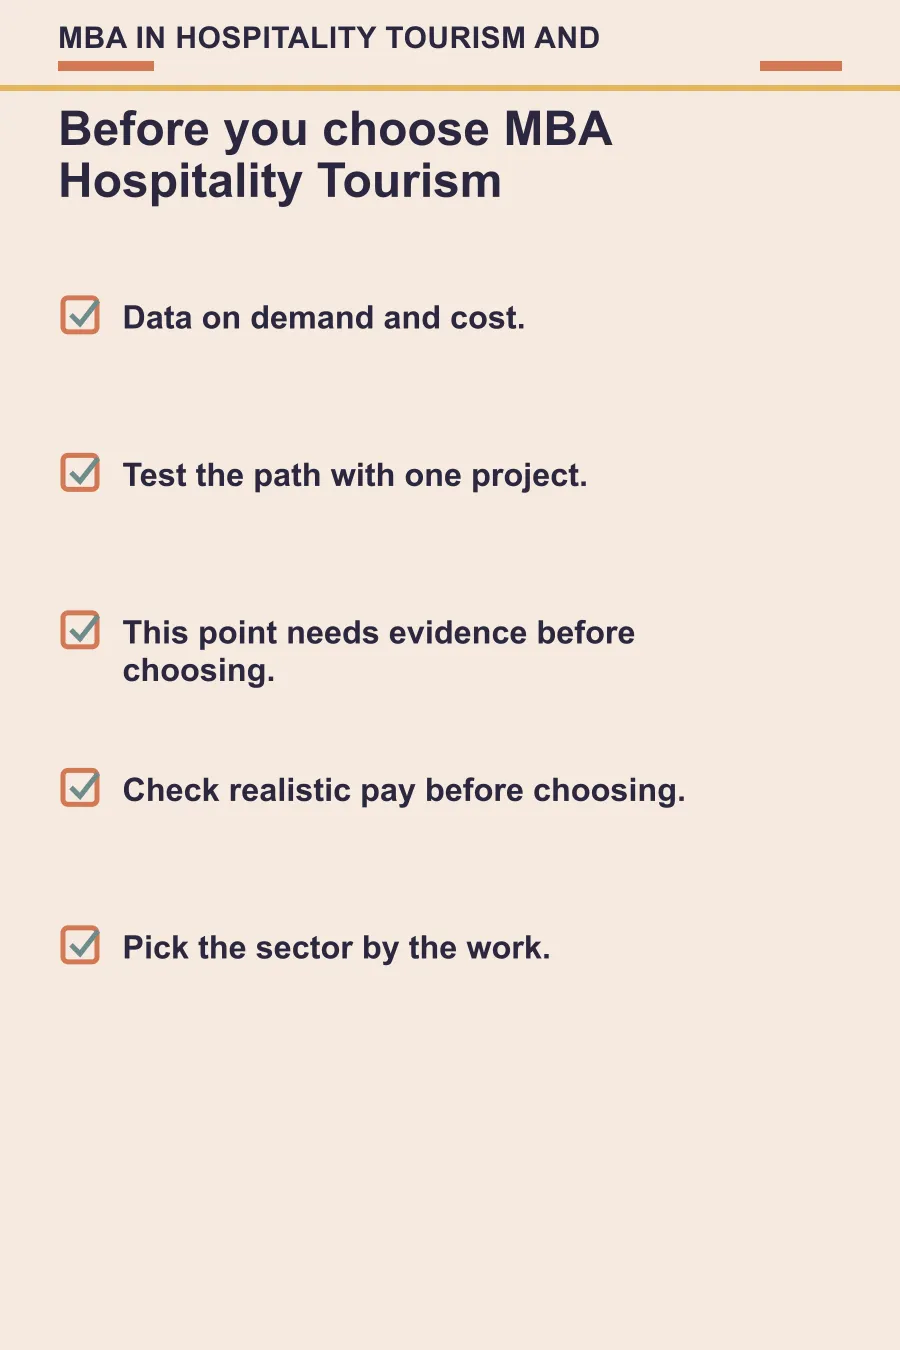 MBA IN HOSPITALITY TOURISM AND
Before you choose MBA
Hospitality Tourism
Data on demand and cost.
Test the path with one project.
This point needs evidence before
choosing.
Check realistic pay before choosing.
Pick the sector by the work.